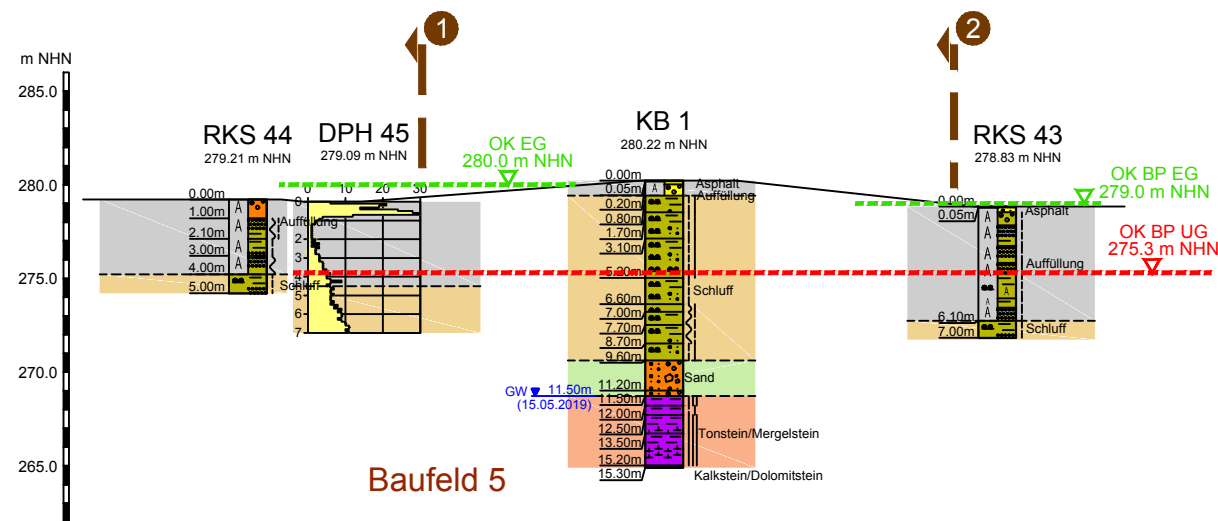 1
2
m NHN
285.0
280.0
275.0
270.0
265.0
RKS 44
279.21 m NHN
0.00m
1.00m
2.10m
3.00m
4.00m
5.00m
A
A
A
A
Auffüllung
Schluff
DPH 45
279.09 m NHN
0
10
20
30
0
1
2
3
4
5
6
7
OK EG
280.0 m NHN
KB 1
280.22 m NHN
0.00m
0.05m
0.20m
0.80m
1.70m
3.10m
5.20m
6.60m
7.00m
7.70m
8.70m
9.60m
11.20m
11.50m
12.00m
12.50m
13.50m
15.20m
15.30m
A
Asphalt
Auffüllung
Schluff
Sand
Tonstein/Mergelstein
Kalkstein/Dolomitstein
GW 11.50m
(15.05.2019)
RKS 43
278.83 m NHN
0.00m
0.05m
6.10m
7.00m
A
A
A
A
A
A
A
Asphalt
Auffüllung
Schluff
OK BP EG
279.0 m NHN
OK BP UG
275.3 m NHN
Baufeld 5